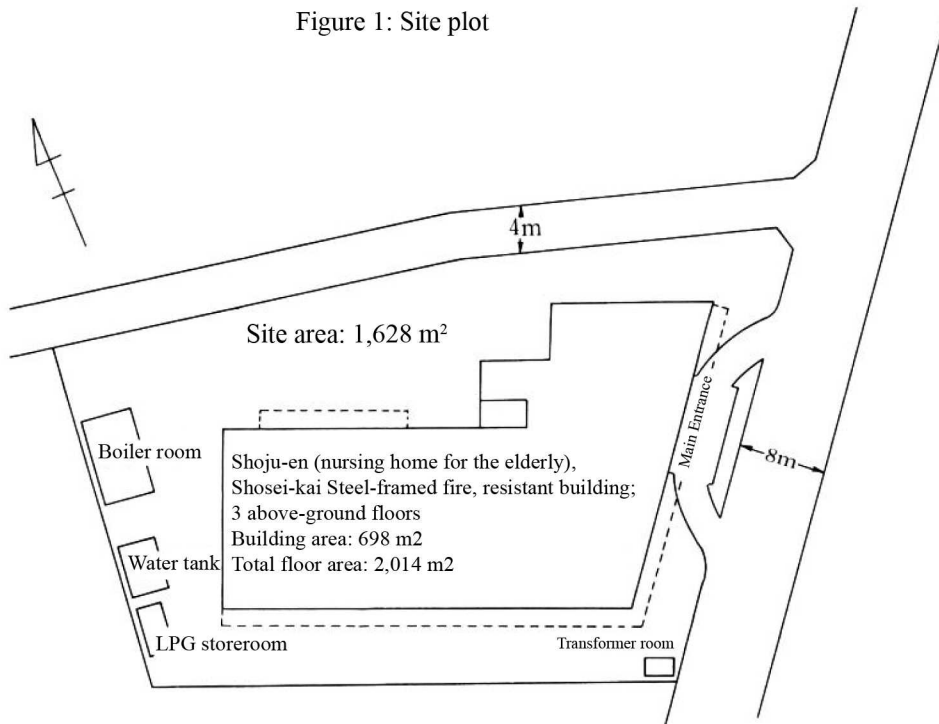 Figure 1: Site plot
4m
Site area: 1,628 m²
Main Entrance
8m
Boiler room
Shoju-en (nursing home for the elderly),
Shosei-kai Steel-framed fire, resistant building;
3 above-ground floors
Building area: 698 m2
Total floor area: 2,014 m2
Water tank
LPG storeroom
Transformer room